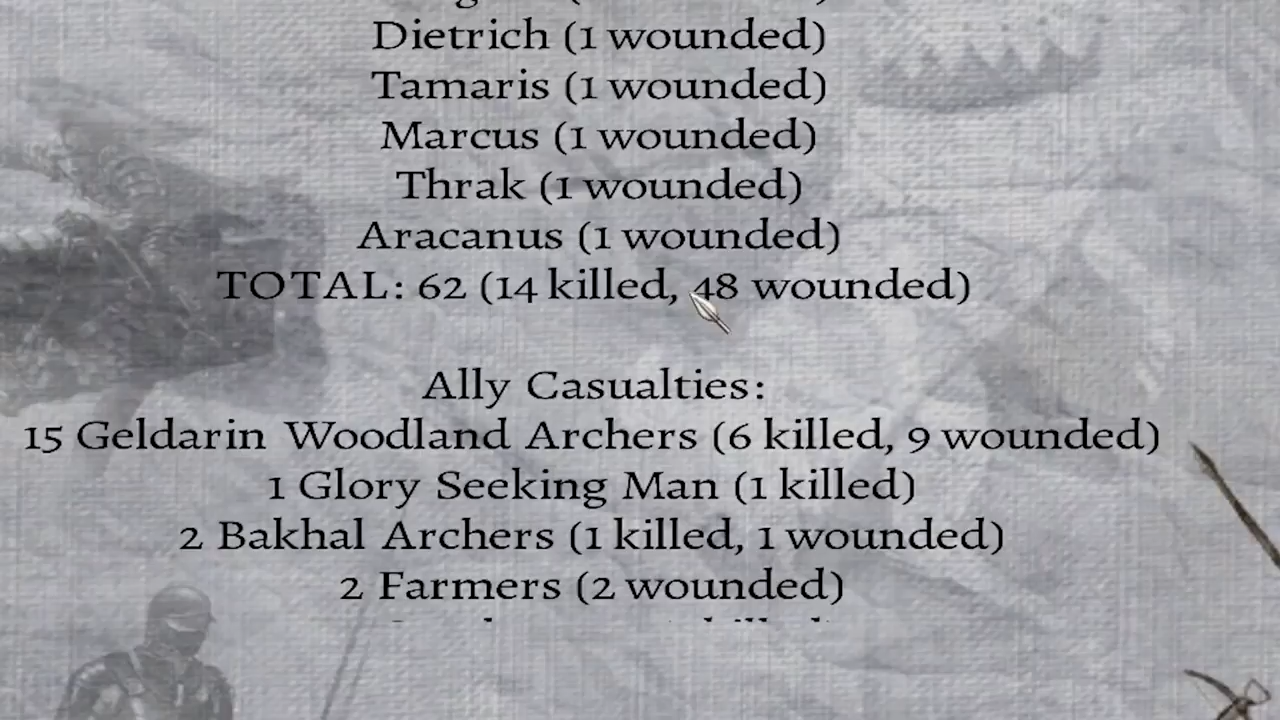 Dietrich (1 wounded)
Tamaris (1 wounded)
Marcus (1 wounded)
Thrak (1 wounded)
Aracanus (1 wounded)
TOTAL: 62 (14 killed, 48 wounded)
Ally Casualties:
15 Geldarin Woodland Archers (6 killed, 9 wounded)
1 Glory Seeking Man (1 killed)
2 Bakhal Archers (1 killed, 1 wounded)
2 Farmers (2 wounded)